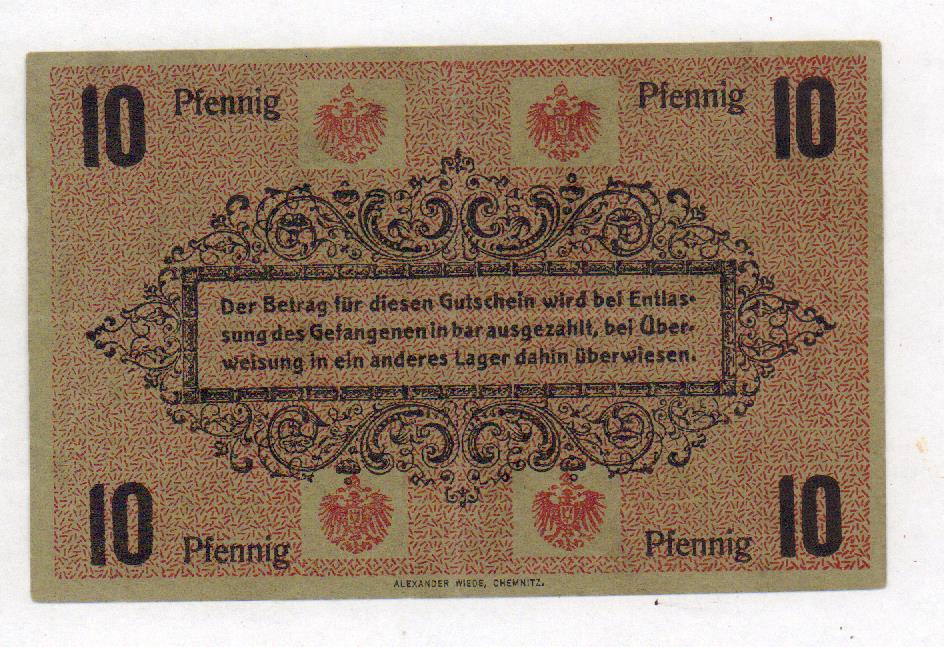 10 Pfennig Pfennig 10
Der Betrag für diesen Gutschein wird bei Entlas-
sung des Gefangenen in bar ausgezahlt, bei Über-
weisung in ein anderes Lager dahin überwiesen.
10 Pfennig Pfennig 10
ALEXANDER WIEDE, CHEMNITZ.